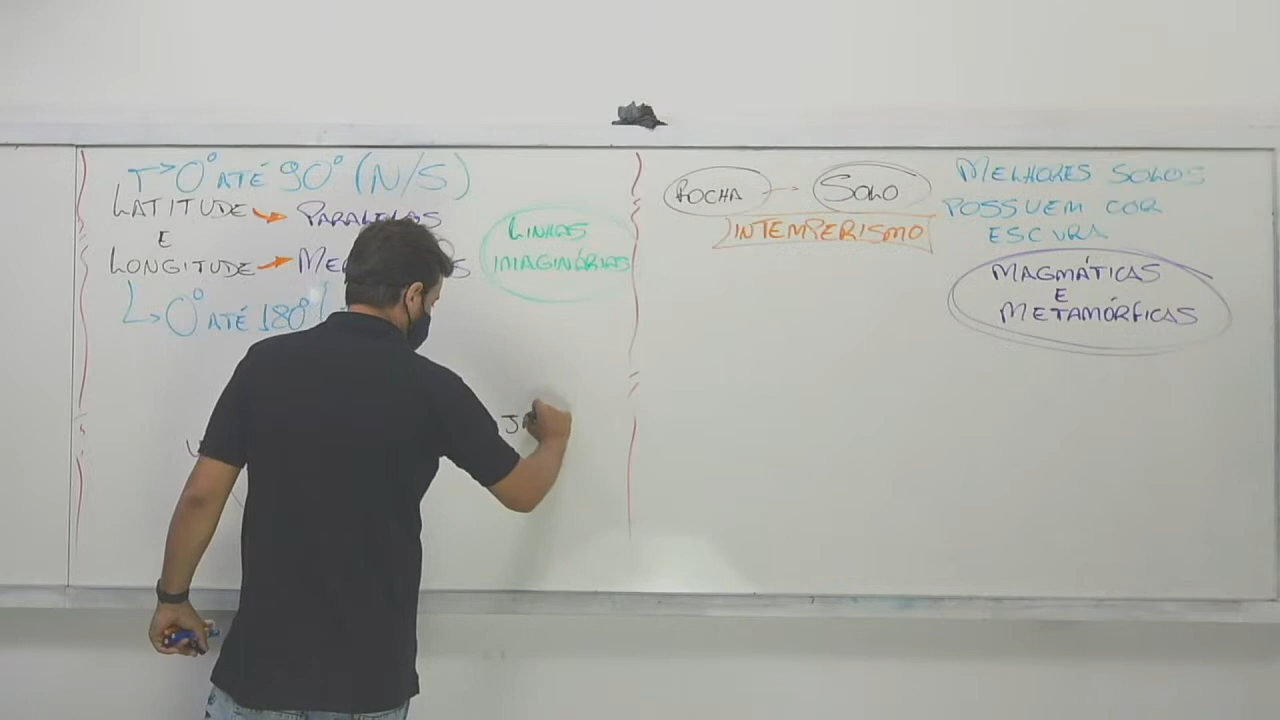 0° ATÉ 90° (N/S)
LATITUDE → PARALELOS
E
LONGITUDE →
0° ATÉ 180°
LINHAS
IMAGINÁRIAS
ROCHA → SOLO
INTEMPERISMO
MELHORES SOLOS
POSSUEM COR
ESCURA
MAGMÁTICAS
E
METAMÓRFICAS